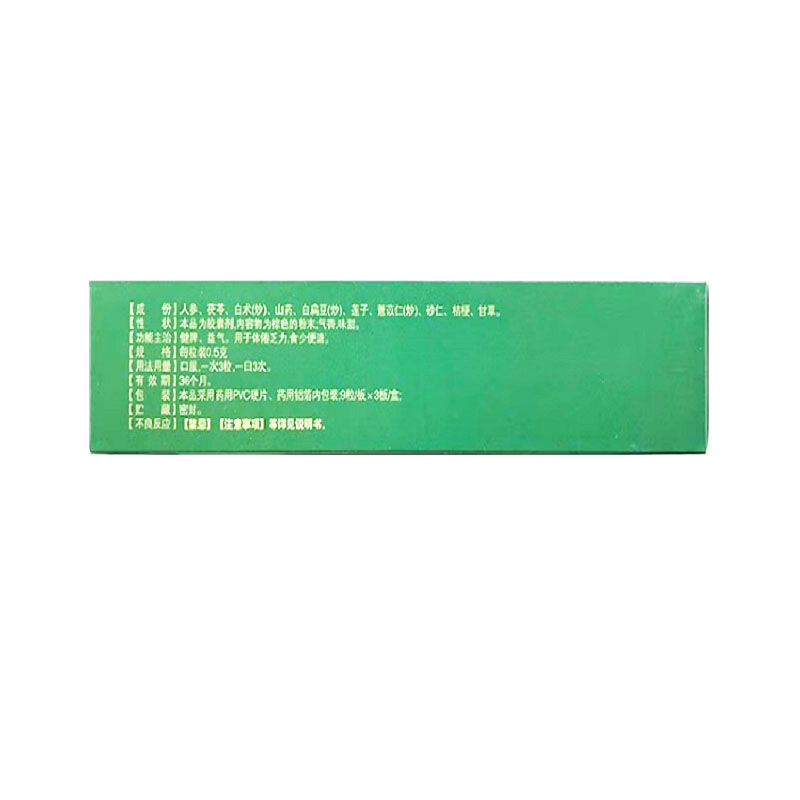 【成份】人参、茯苓、白术(炒)、山药、白扁豆(炒)、莲子、薏苡仁(炒)、砂仁、桔梗、甘草。
【性状】本品为胶囊剂,内容物为棕色的粉末;气香,味甜。
【功能主治】健脾、益气。用于体倦乏力,食少便溏。
【规格】每粒装0.5克
【用法用量】口服,一次3粒,一日3次。
【有效期】36个月。
【包装】本品采用药用PVC硬片、药用铝箔内包装;9粒/板×3板/盒;
【贮藏】密封。
【不良反应】【禁忌】【注意事项】等详见说明书。